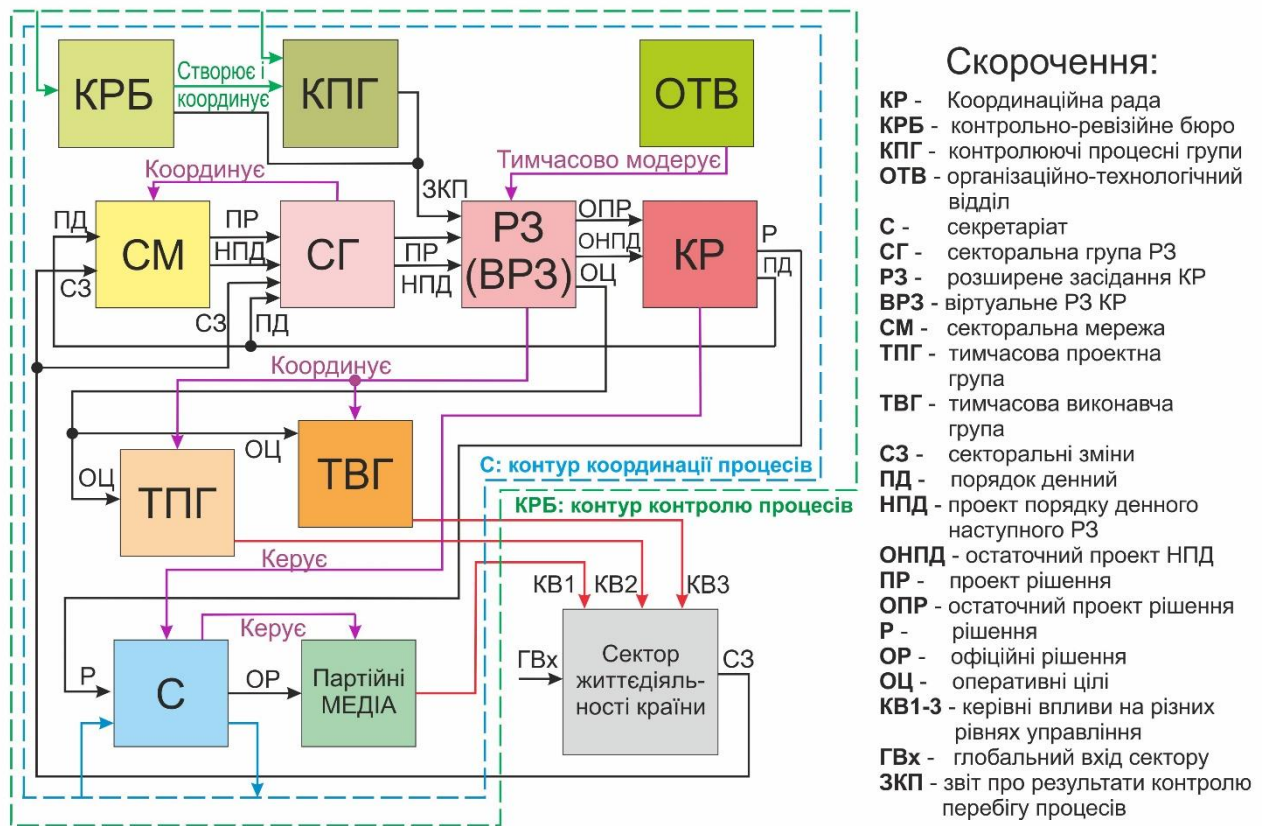 КРБ
Створює і
координує
КПГ
ОТВ
Координує
Тимчасово модерує
ЗКП
ПД
СЗ
СМ
ПР
НПД
СГ
ПР
НПД
РЗ
(ВРЗ)
ОПР
ОНПД
ОЦ
КР
Р
ПД
СЗ
ПД
Координує
ОЦ
ОЦ
ТПГ
ТВГ
С: контур координації процесів
КРБ: контур контролю процесів
Керує
КВ1
КВ2
КВ3
Керує
Р
С
ОР
Партійні
МЕДІА
ГВх
Сектор
життєдіяль-
ності країни
СЗ
Скорочення:
КР - Координаційна рада
КРБ - контрольно-ревізійне бюро
КПГ - контролюючі процесні групи
ОТВ - організаційно-технологічний
відділ
С - секретаріат
СГ - секторальна група РЗ
РЗ - розширене засідання КР
ВРЗ - віртуальне РЗ КР
СМ - секторальна мережа
ТПГ - тимчасова проектна
група
ТВГ - тимчасова виконавча
група
СЗ - секторальні зміни
ПД - порядок денний
НПД - проект порядку денного
наступного РЗ
ОНПД - остаточний проект НПД
ПР - проект рішення
ОПР - остаточний проект рішення
Р - рішення
ОР - офіційні рішення
ОЦ - оперативні цілі
КВ1-3 - керівні впливи на різних
рівнях управління
ГВх - глобальний вхід сектору
ЗКП - звіт про результати контролю
перебігу процесів